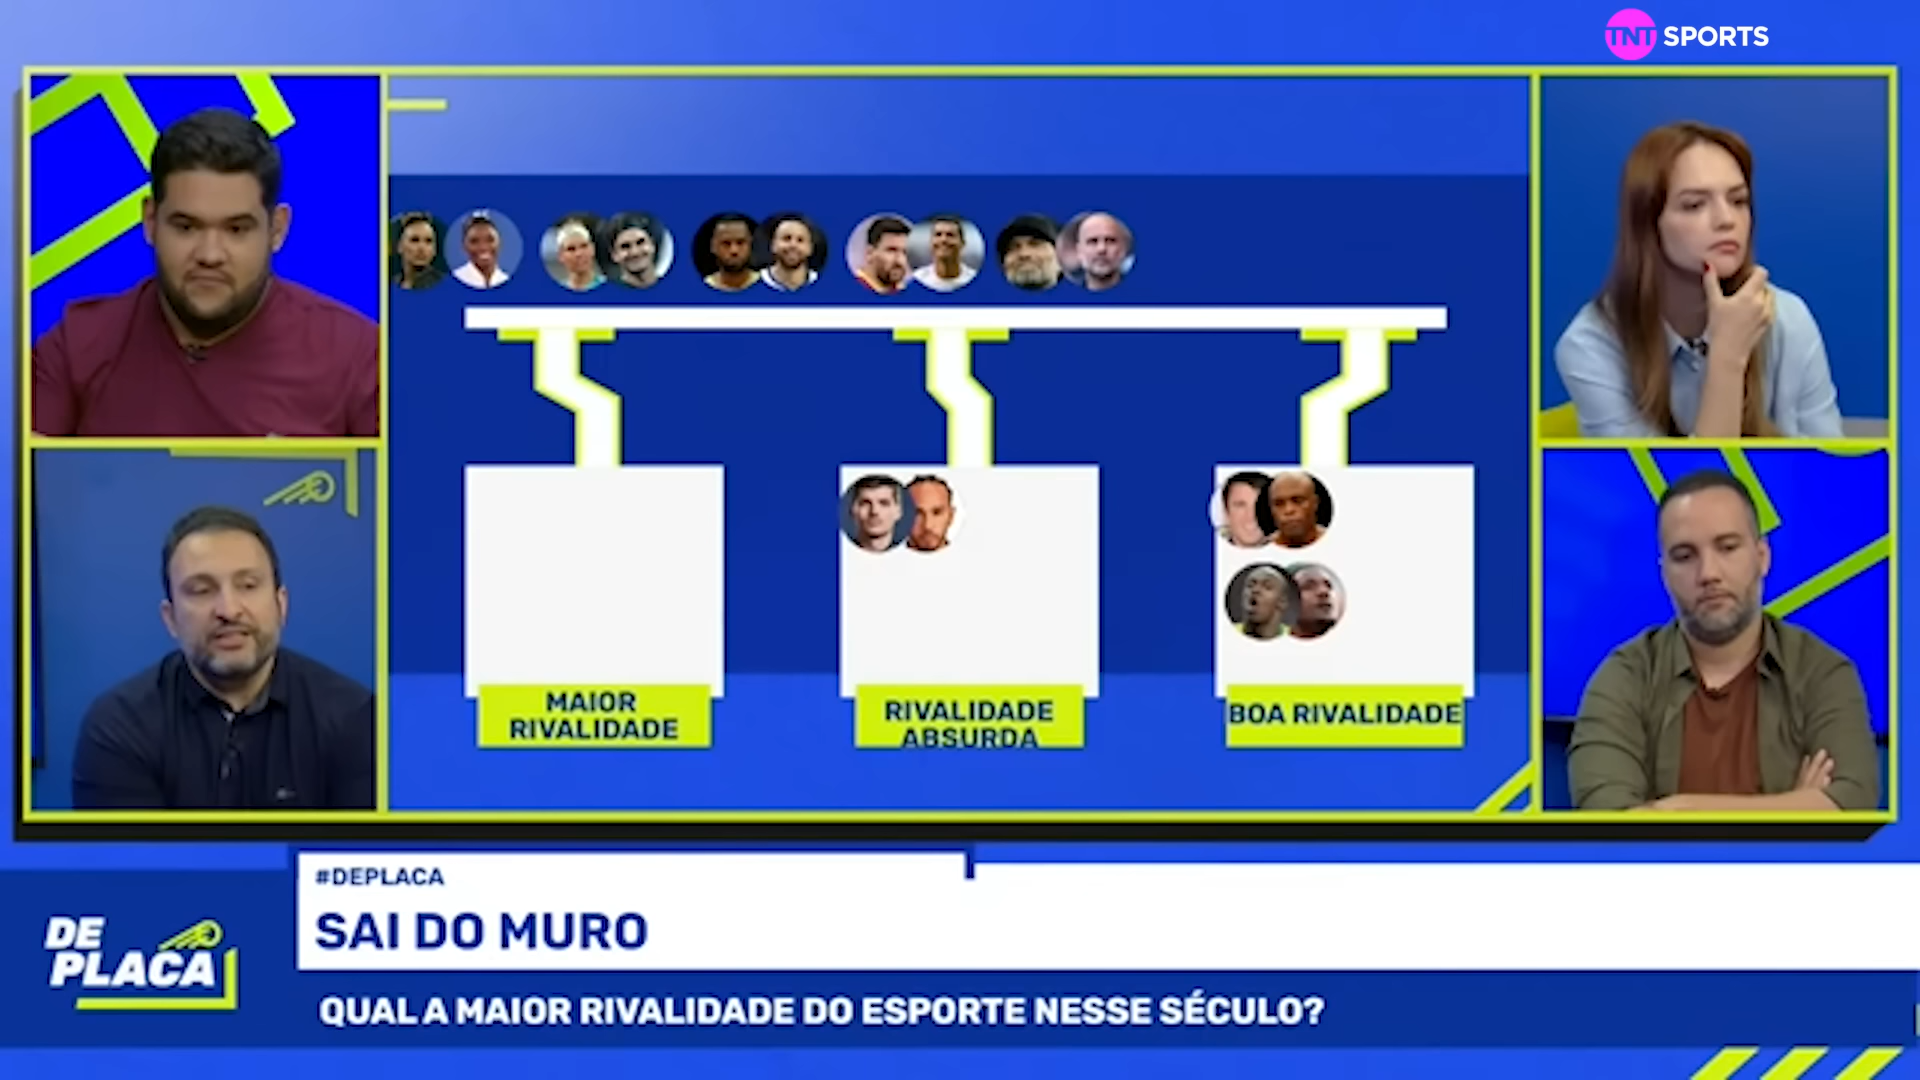 TNT SPORTS
MAIOR
RIVALIDADE
RIVALIDADE
ABSURDA
BOA RIVALIDADE
#DEPLACA
SAI DO MURO
DE
PLACA
QUAL A MAIOR RIVALIDADE DO ESPORTE NESSE SÉCULO?